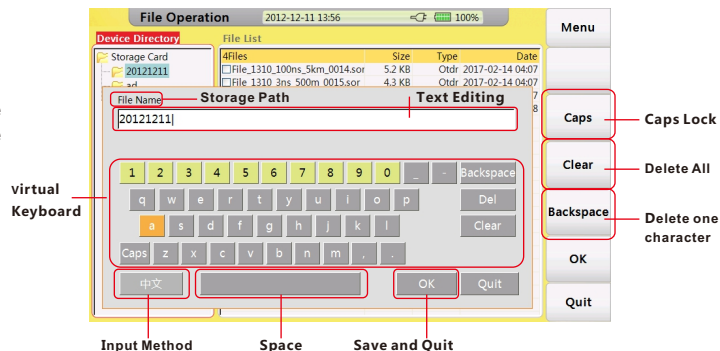 File Operation 2012-12-11 13:56 100%
Menu
Device Directory File List
Storage Card
20121211
ad
4Files Size Type Date
File_1310_100ns_5km_0014.sor 5.2 KB Otdr 2017-02-14 04:07
File_1310_3ns_500m_0015.sor 4.3 KB Otdr 2017-02-14 04:07
7
8
File Name Storage Path Text Editing
20121211
Caps Caps Lock
1 2 3 4 5 6 7 8 9 0 _ - Backspace
Clear Delete All
virtual
Keyboard
q w e r t y u i o p Del
a s d f g h j k l Clear
Backspace Delete one
character
Caps z x c v b n m , .
OK
中文 OK Quit
Quit
Input Method Space Save and Quit
e
e